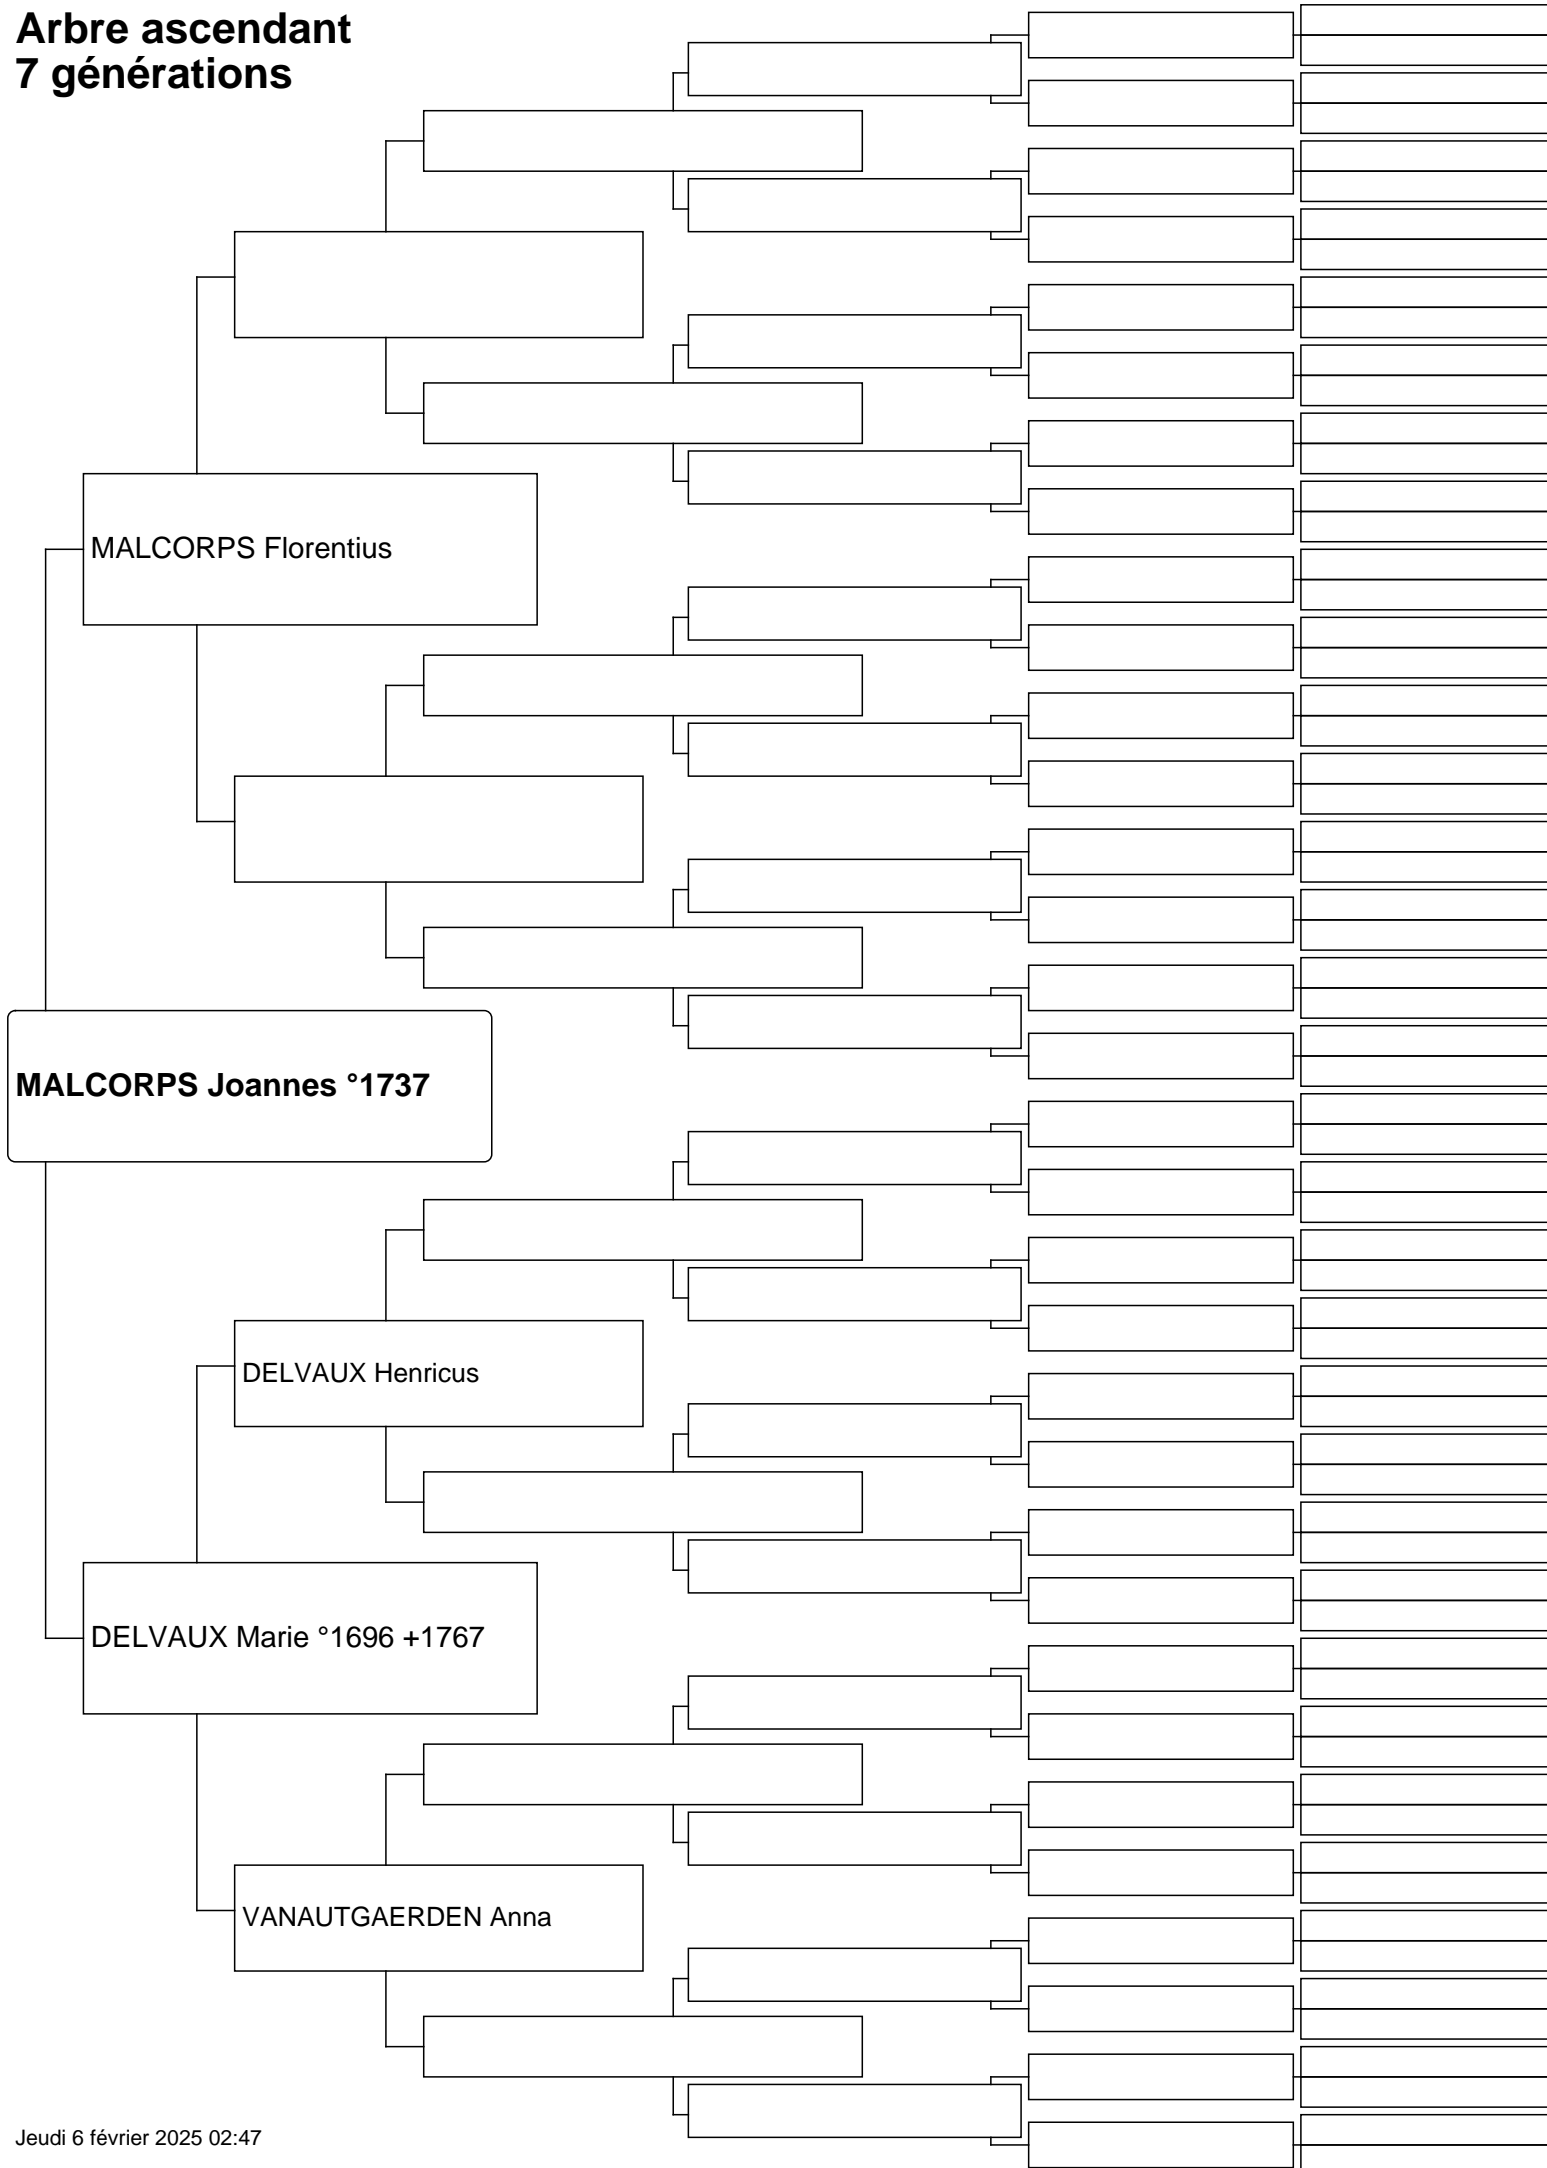 Arbre ascendant
7 générations
MALCORPS Florentius
MALCORPS Joannes °1737
DELVAUX Henricus
DELVAUX Marie °1696 +1767
VANAUTGAERDEN Anna
Jeudi 6 février 2025 02:47